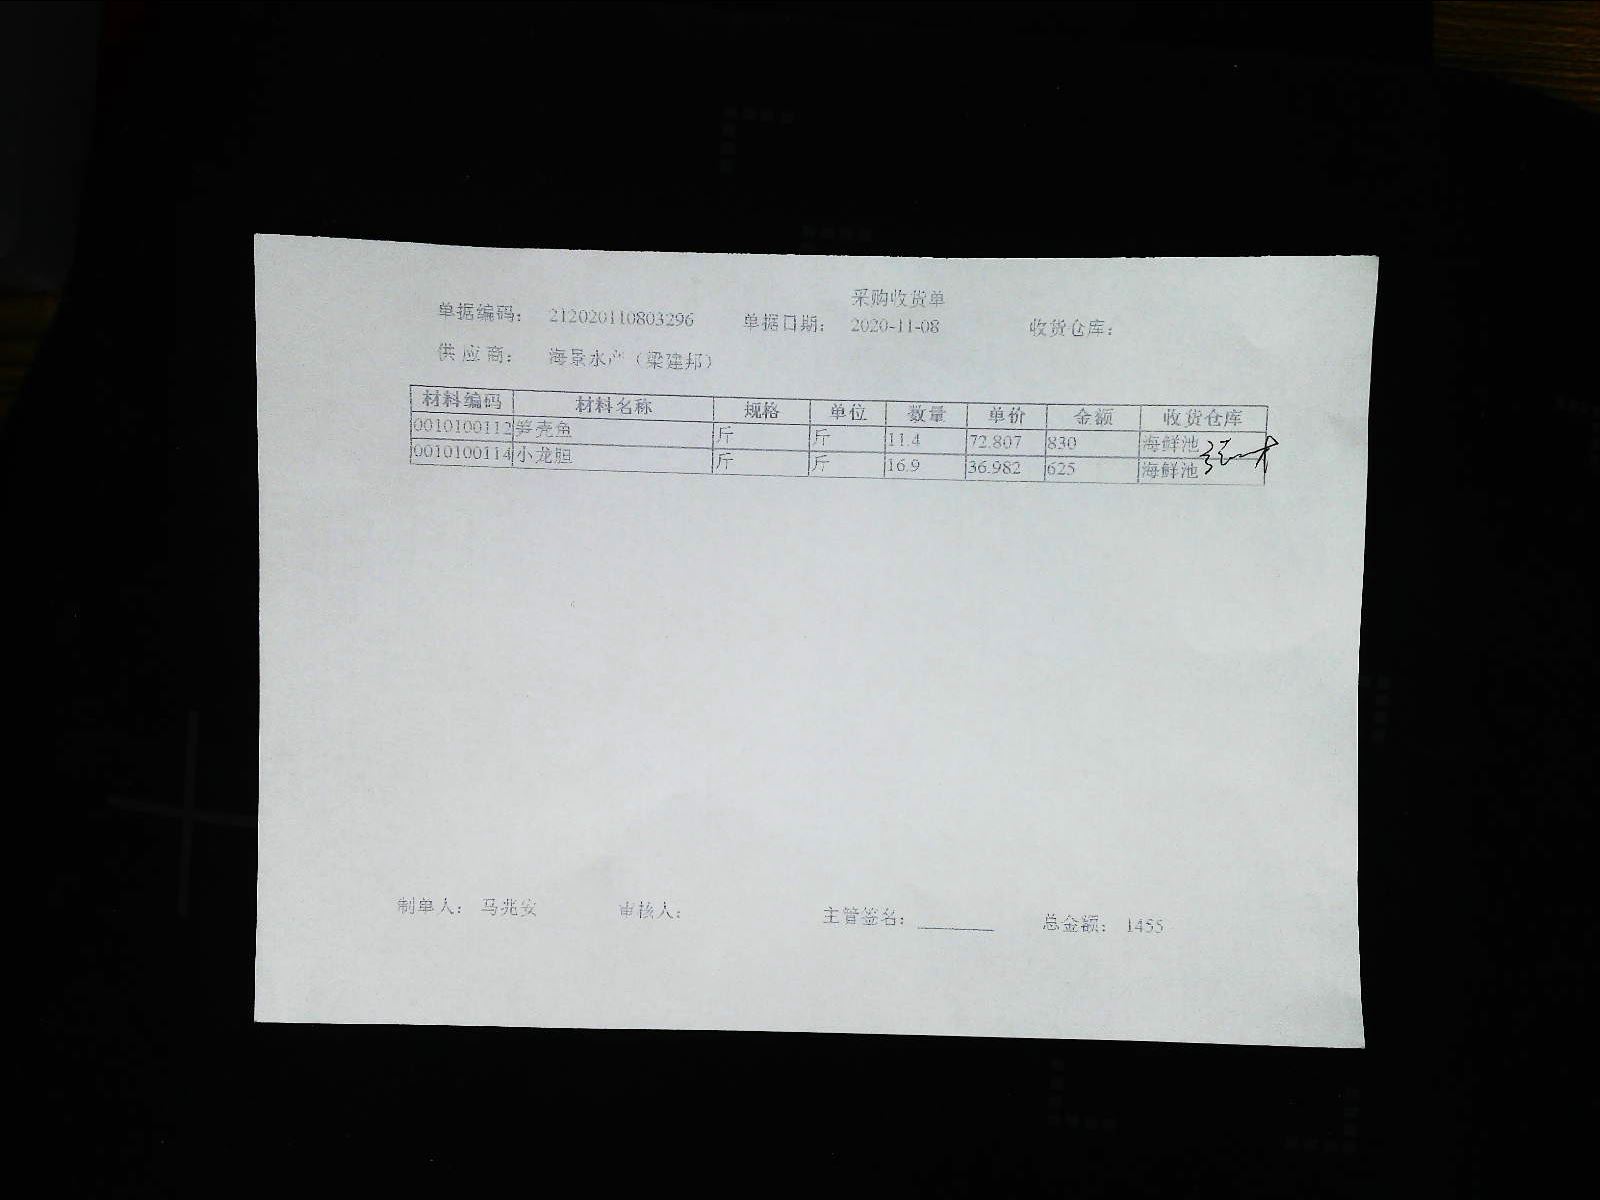 采购收货单
单据编码： 212020110803296 单据日期： 2020-11-08 收货仓库：
供 应 商： 海景水产（梁建邦）
材料编码 材料名称 规格 单位 数量 单价 金额 收货仓库
0010100112 笋壳鱼 斤 斤 11.4 72.807 830 海鲜池
0010100114 小龙胆 斤 斤 16.9 36.982 625 海鲜池
制单人： 马兆安 审核人： 主管签名： 总金额： 1455